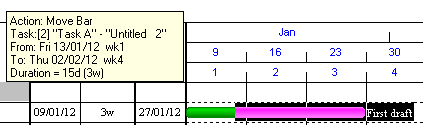 Action: Move Bar
Task:[2] "Task A" - "Untitled 2"
From: Fri 13/01/12 wk1
To: Thu 02/02/12 wk4
Duration = 15d (3w)
Jan
9 16 23 30
1 2 3 4
09/01/12 3w 27/01/12 First draft